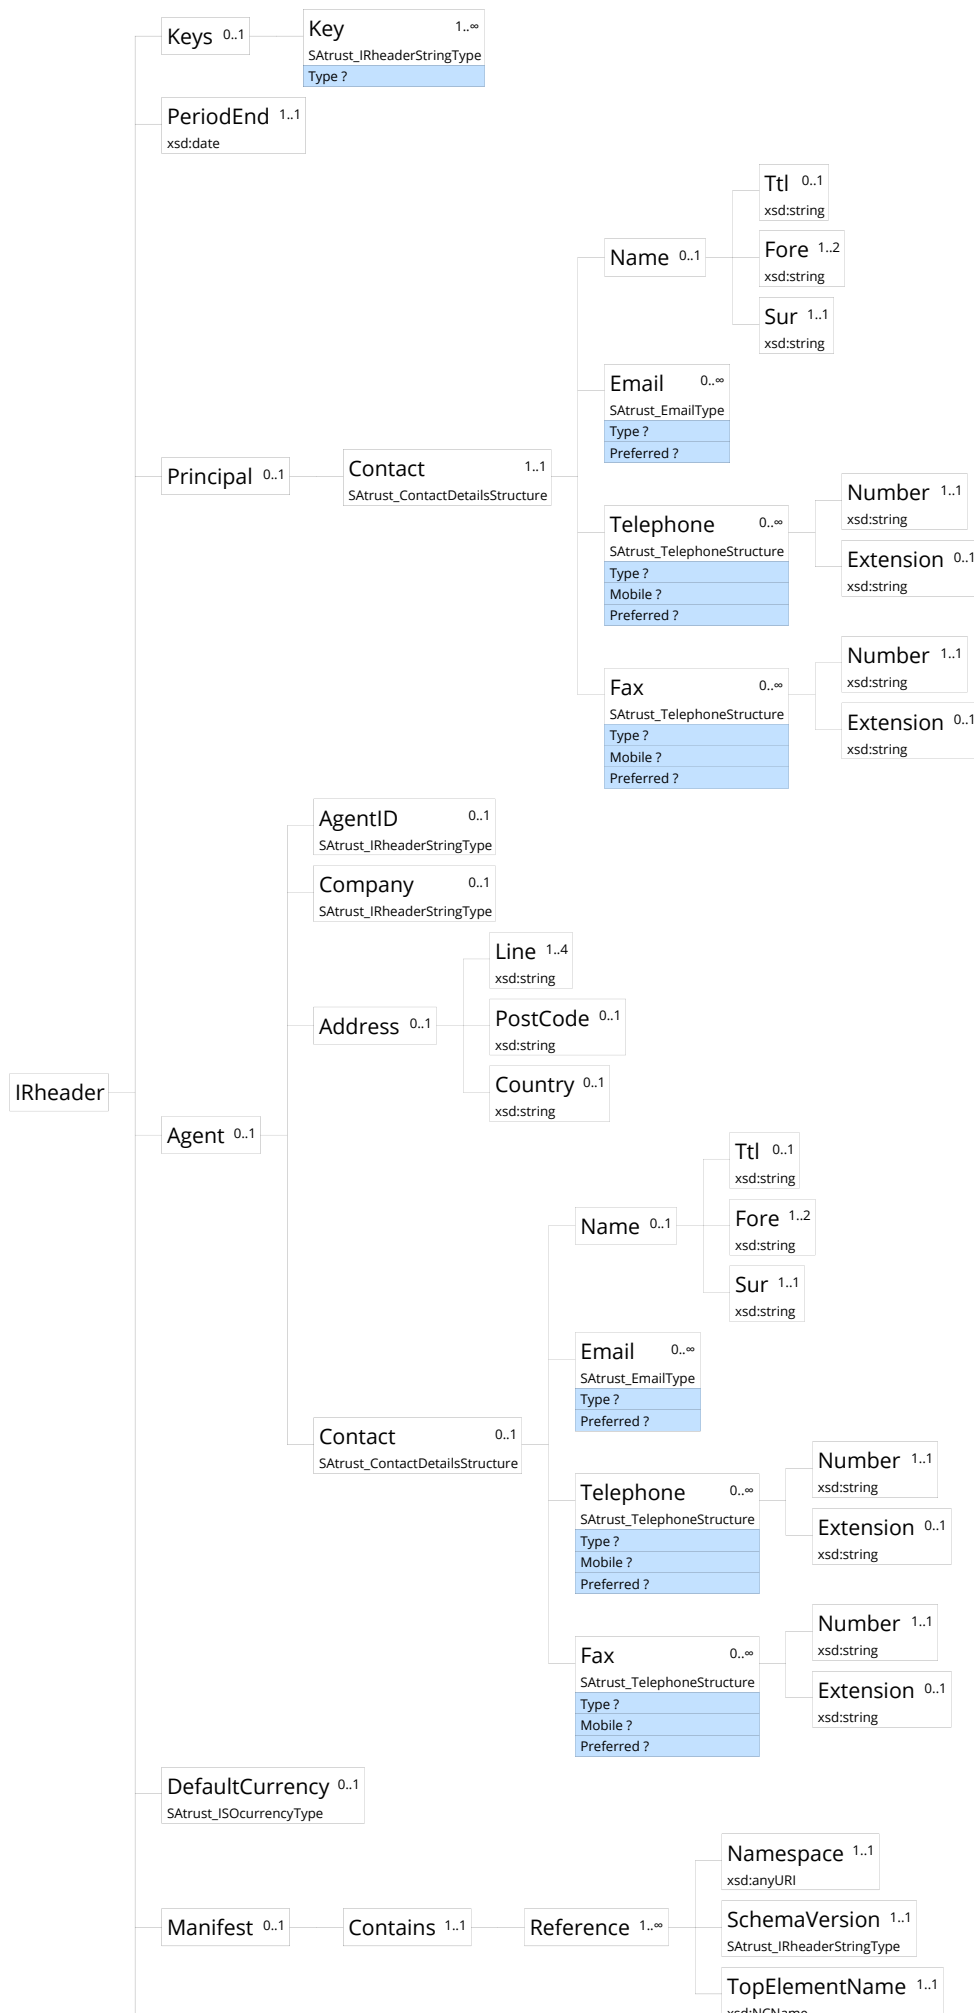 Keys 0..1
Key 1..∞
SAtrust_IRheaderStringType
Type ?
PeriodEnd 1..1
xsd:date
Ttl 0..1
xsd:string
Name 0..1
Fore 1..2
xsd:string
Sur 1..1
xsd:string
Email 0..∞
SAtrust_EmailType
Type ?
Preferred ?
Principal 0..1
Contact 1..1
SAtrust_ContactDetailsStructure
Telephone 0..∞
SAtrust_TelephoneStructure
Type ?
Mobile ?
Preferred ?
Number 1..1
xsd:string
Extension 0..1
xsd:string
Fax 0..∞
SAtrust_TelephoneStructure
Type ?
Mobile ?
Preferred ?
Number 1..1
xsd:string
Extension 0..1
xsd:string
AgentID 0..1
SAtrust_IRheaderStringType
Company 0..1
SAtrust_IRheaderStringType
Address 0..1
Line 1..4
xsd:string
PostCode 0..1
xsd:string
Country 0..1
xsd:string
IRheader
Agent 0..1
Ttl 0..1
xsd:string
Name 0..1
Fore 1..2
xsd:string
Sur 1..1
xsd:string
Email 0..∞
SAtrust_EmailType
Type ?
Preferred ?
Contact 0..1
SAtrust_ContactDetailsStructure
Telephone 0..∞
SAtrust_TelephoneStructure
Type ?
Mobile ?
Preferred ?
Number 1..1
xsd:string
Extension 0..1
xsd:string
Fax 0..∞
SAtrust_TelephoneStructure
Type ?
Mobile ?
Preferred ?
Number 1..1
xsd:string
Extension 0..1
xsd:string
DefaultCurrency 0..1
SAtrust_ISOcurrencyType
Manifest 0..1
Contains 1..1
Reference 1..∞
Namespace 1..1
xsd:anyURI
SchemaVersion 1..1
SAtrust_IRheaderStringType
TopElementName 1..1
xsd:NCName